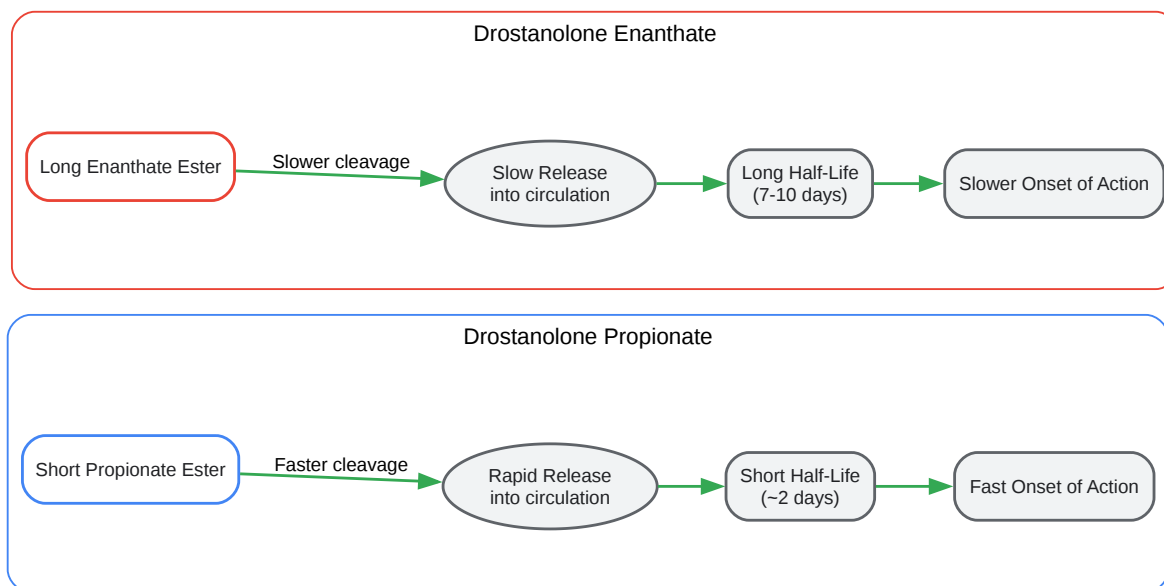 Drostanolone Enanthate
Long Enanthate Ester
Slower cleavage
Slow Release
into circulation
Long Half-Life
(7-10 days)
Slower Onset of Action
Drostanolone Propionate
Short Propionate Ester
Faster cleavage
Rapid Release
into circulation
Short Half-Life
(~2 days)
Fast Onset of Action